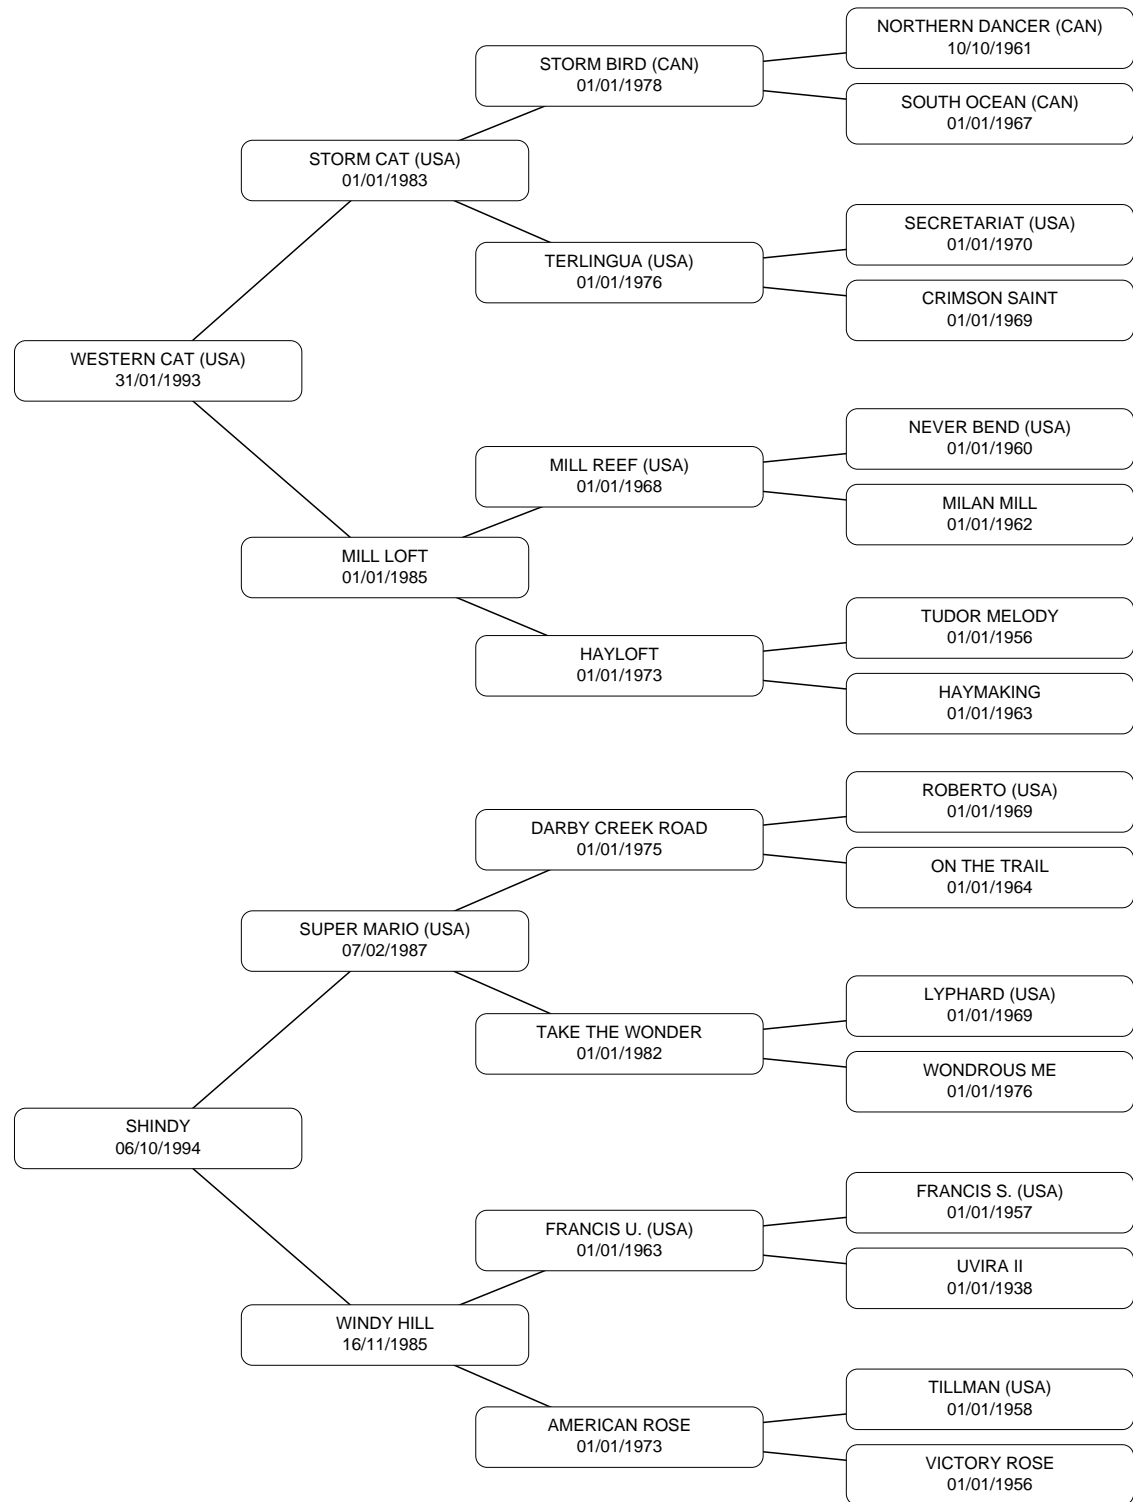 NORTHERN DANCER (CAN)
10/10/1961
STORM BIRD (CAN)
01/01/1978
SOUTH OCEAN (CAN)
01/01/1967
STORM CAT (USA)
01/01/1983
SECRETARIAT (USA)
01/01/1970
TERLINGUA (USA)
01/01/1976
CRIMSON SAINT
01/01/1969
WESTERN CAT (USA)
31/01/1993
NEVER BEND (USA)
01/01/1960
MILL REEF (USA)
01/01/1968
MILAN MILL
01/01/1962
MILL LOFT
01/01/1985
TUDOR MELODY
01/01/1956
HAYLOFT
01/01/1973
HAYMAKING
01/01/1963
ROBERTO (USA)
01/01/1969
DARBY CREEK ROAD
01/01/1975
ON THE TRAIL
01/01/1964
SUPER MARIO (USA)
07/02/1987
LYPHARD (USA)
01/01/1969
TAKE THE WONDER
01/01/1982
WONDROUS ME
01/01/1976
SHINDY
06/10/1994
FRANCIS S. (USA)
01/01/1957
FRANCIS U. (USA)
01/01/1963
UVIRA II
01/01/1938
WINDY HILL
16/11/1985
TILLMAN (USA)
01/01/1958
AMERICAN ROSE
01/01/1973
VICTORY ROSE
01/01/1956